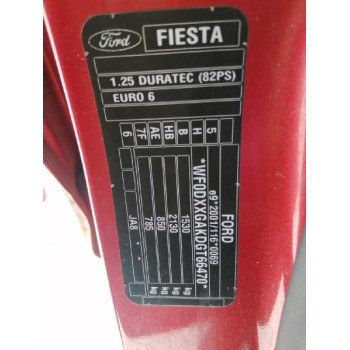 Ford FIESTA
1.25 DURATEC (82PS)
EURO 6
FORD
e9*2001/116*0069
*WF0DXXGAKDGT66470*
1530 kg
2130 kg
850 kg
785 kg
JA8
5
H
B
HB
AE
7F
6